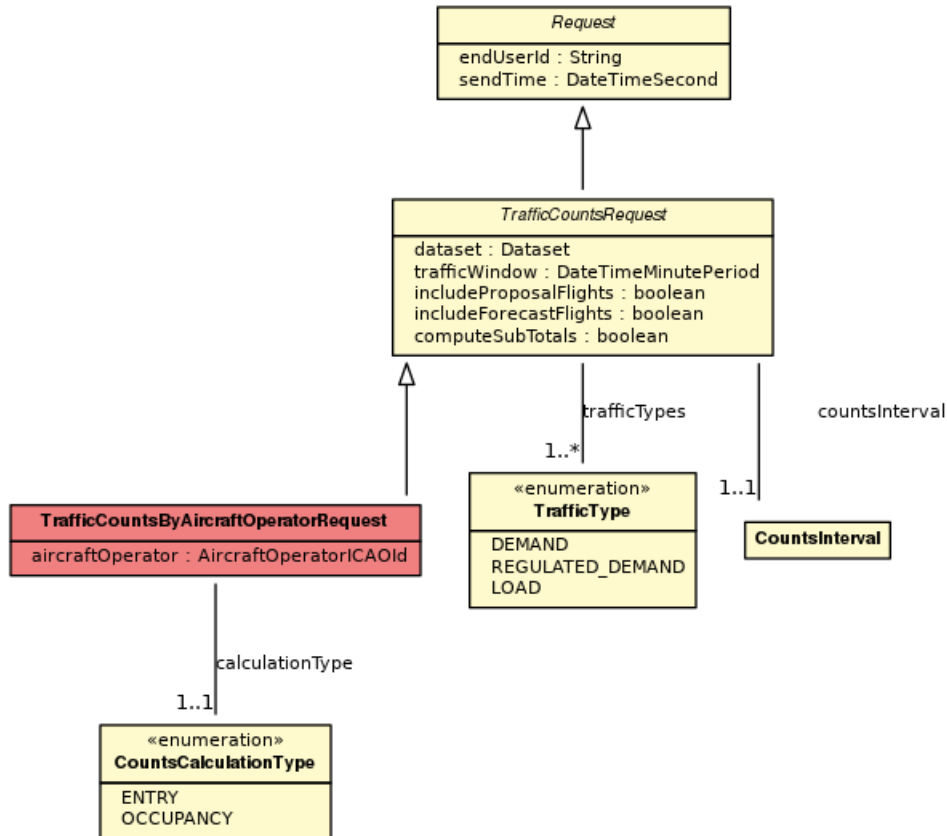 Request
endUserId : String
sendTime : DateTimeSecond
TrafficCountsRequest
dataset : Dataset
trafficWindow : DateTimeMinutePeriod
includeProposalFlights : boolean
includeForecastFlights : boolean
computeSubTotals : boolean
trafficTypes
countsInterval
1..*
1..1
«enumeration»
TrafficType
DEMAND
REGULATED_DEMAND
LOAD
CountsInterval
TrafficCountsByAircraftOperatorRequest
aircraftOperator : AircraftOperatorICAOId
calculationType
1..1
«enumeration»
CountsCalculationType
ENTRY
OCCUPANCY